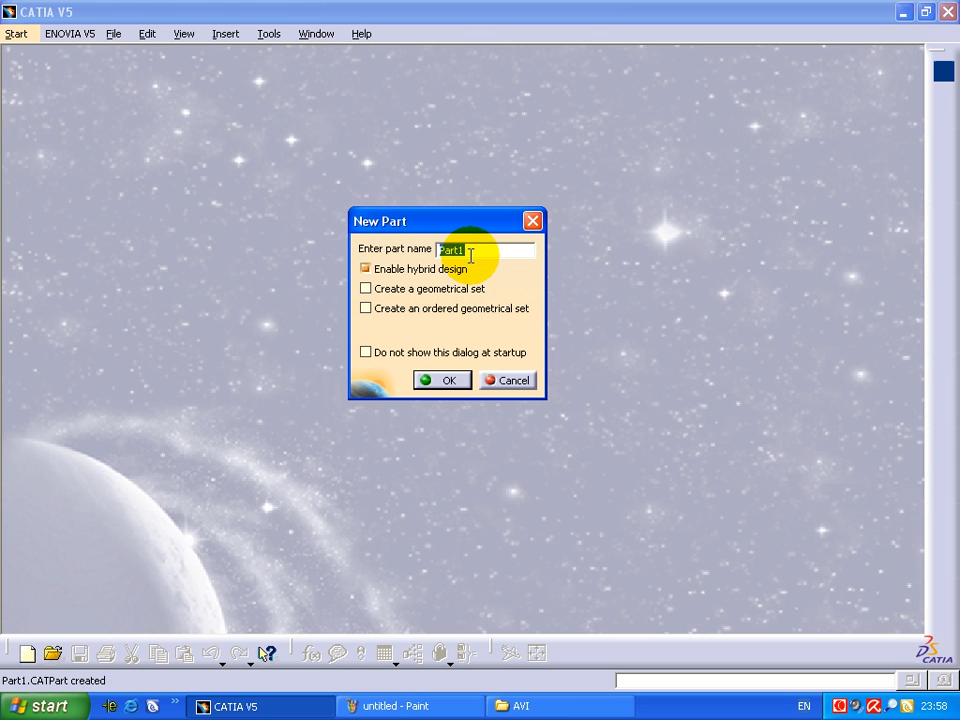 CATIA V5
Start ENOVIA V5 File Edit View Insert Tools Window Help
New Part
Enter part name Part1
Enable hybrid design
Create a geometrical set
Create an ordered geometrical set
Do not show this dialog at startup
OK Cancel
CATIA
Part1.CATPart created
start CATIA V5 untitled - Paint AVI EN 23:58